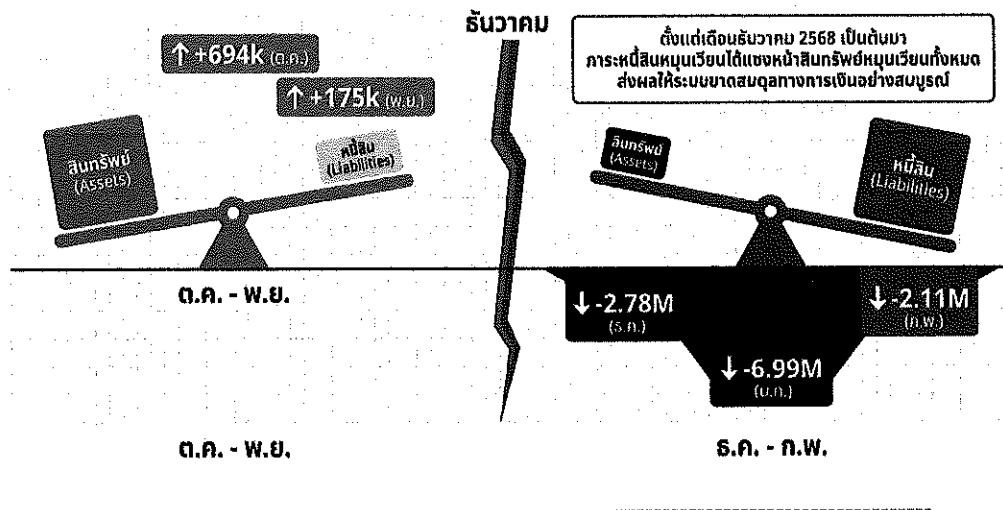 ธันวาคม
↑ +694k (ต.ค.)
↑ +175k (พ.ย.)
สินทรัพย์
(Assets)
หนี้สิน
(Liabilities)
ต.ค. - พ.ย.
ต.ค. - พ.ย.
ตั้งแต่เดือนธันวาคม 2568 เป็นต้นมา
ภาระหนี้สินหมุนเวียนได้แซงหน้าสินทรัพย์หมุนเวียนทั้งหมด
ส่งผลให้ระบบขาดสมดุลทางการเงินอย่างสมบูรณ์
สินทรัพย์
(Assets)
หนี้สิน
(Liabilities)
↓ -2.78M
(ธ.ค.)
↓ -6.99M
(ม.ค.)
↓ -2.11M
(ก.พ.)
ธ.ค. - ก.พ.